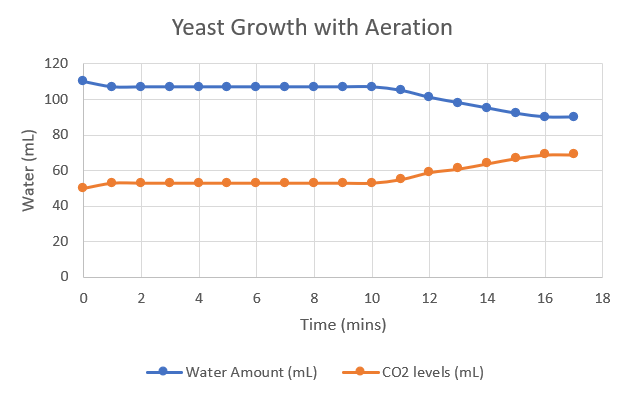 Yeast Growth with Aeration
120
100
80
60
40
20
0
Water (mL)
0 2 4 6 8 10 12 14 16 18
Time (mins)
Water Amount (mL) CO2 levels (mL)